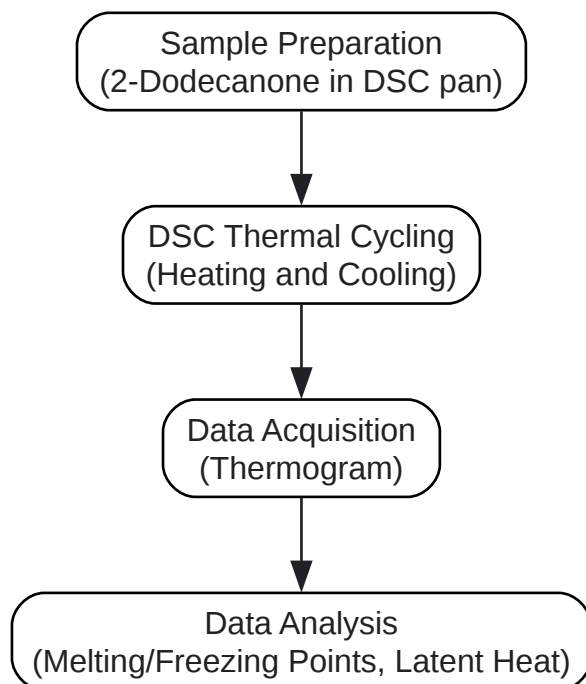 Sample Preparation
(2-Dodecanone in DSC pan)
DSC Thermal Cycling
(Heating and Cooling)
Data Acquisition
(Thermogram)
Data Analysis
(Melting/Freezing Points, Latent Heat)